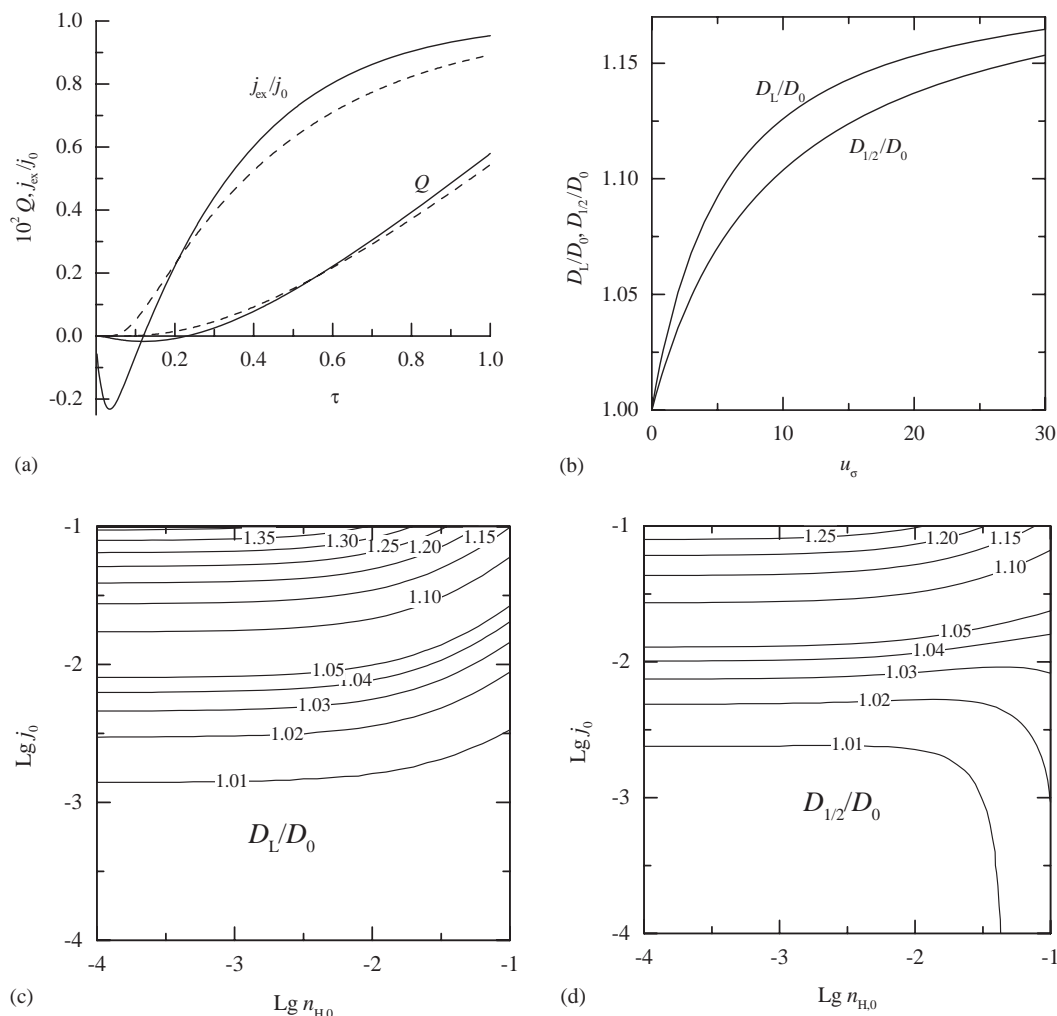 1.0
0.8
0.6
0.4
0.2
0.0
-0.2
10² Q, j_ex/j_0
j_ex/j_0
Q
0.2 0.4 0.6 0.8 1.0
τ
(a)
1.15
1.10
1.05
1.00
D_L/D_0, D_1/2/D_0
D_L/D_0
D_1/2/D_0
0 10 20 30
u_σ
(b)
-1
-2
-3
-4
Lg j_0
1.35
1.30
1.25
1.20
1.15
1.10
1.05
1.04
1.03
1.02
1.01
D_L/D_0
-4 -3 -2 -1
Lg n_H,0
(c)
-1
-2
-3
-4
Lg j_0
1.25
1.20
1.15
1.10
1.05
1.04
1.03
1.02
1.01
D_1/2/D_0
-4 -3 -2 -1
Lg n_H,0
(d)